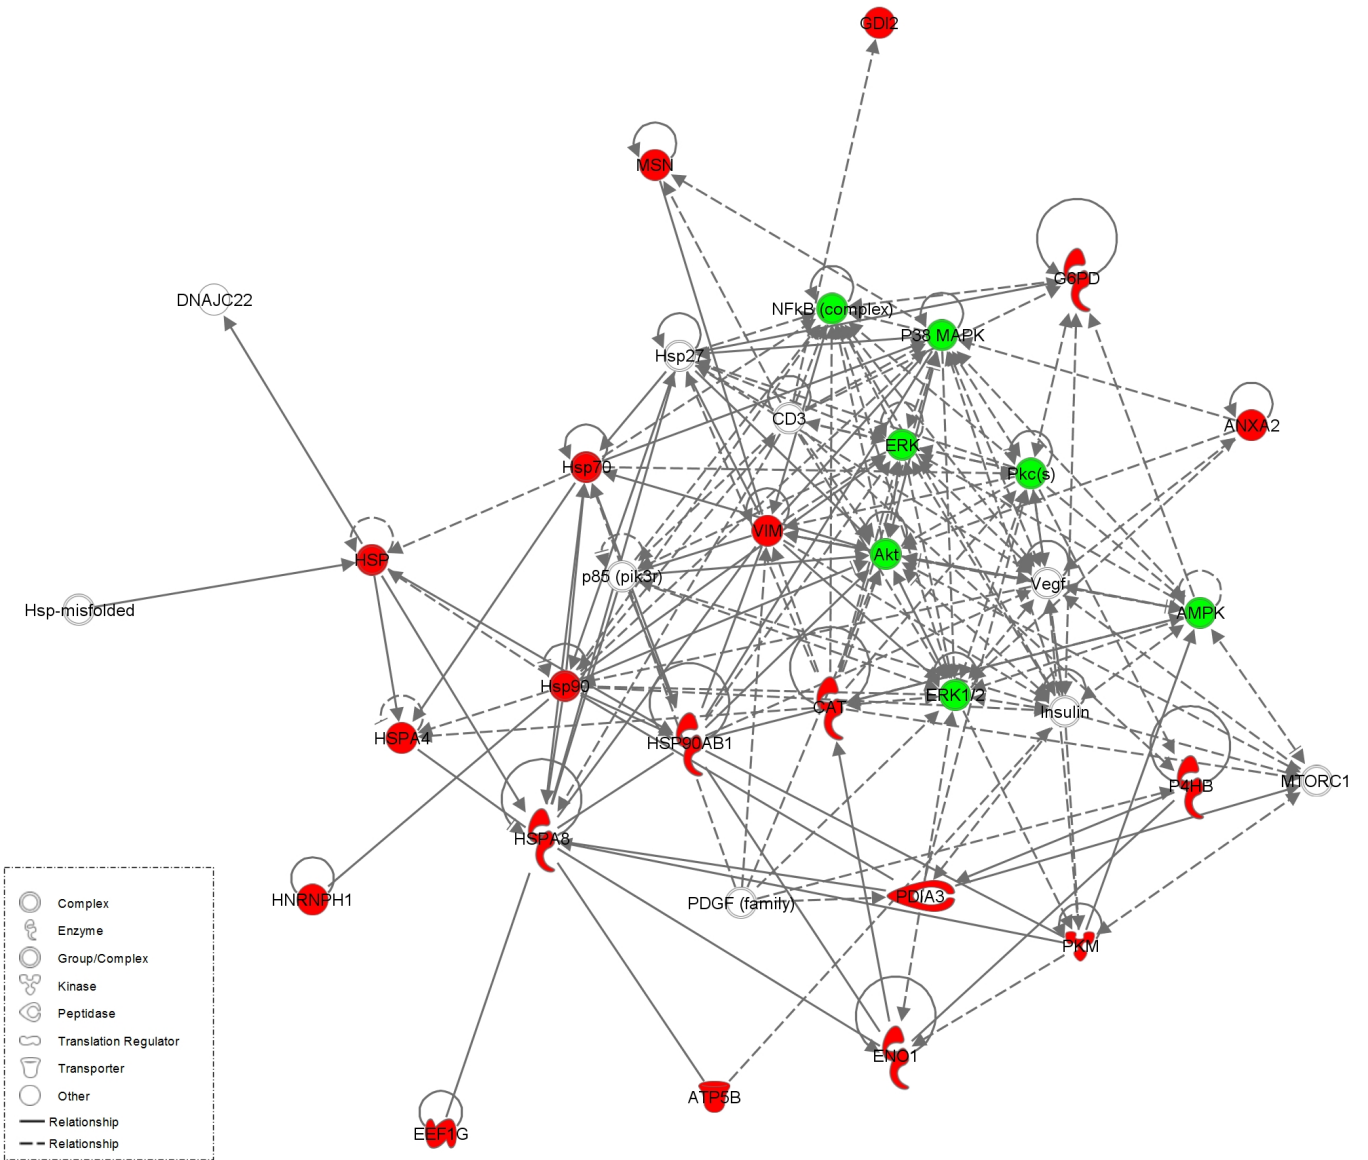 GDI2
MSN
G6PD
DNAJC22
NFkB (complex)
P38 MAPK
Hsp27
CD3
ANXA2
ERK
Hsp70
Pkc(s)
VIM
Akt
HSP
p85 (pik3r)
Vegf
Hsp-misfolded
AMPK
Hsp90
ERK1/2
CAT
Insulin
HSPA4
HSP90AB1
MTORC1
P4HB
HSPA8
HNRNPH1
PDGF (family)
PDIA3
PKM
ENO1
ATP5B
EEF1G
Complex
Enzyme
Group/Complex
Kinase
Peptidase
Translation Regulator
Transporter
Other
Relationship
Relationship